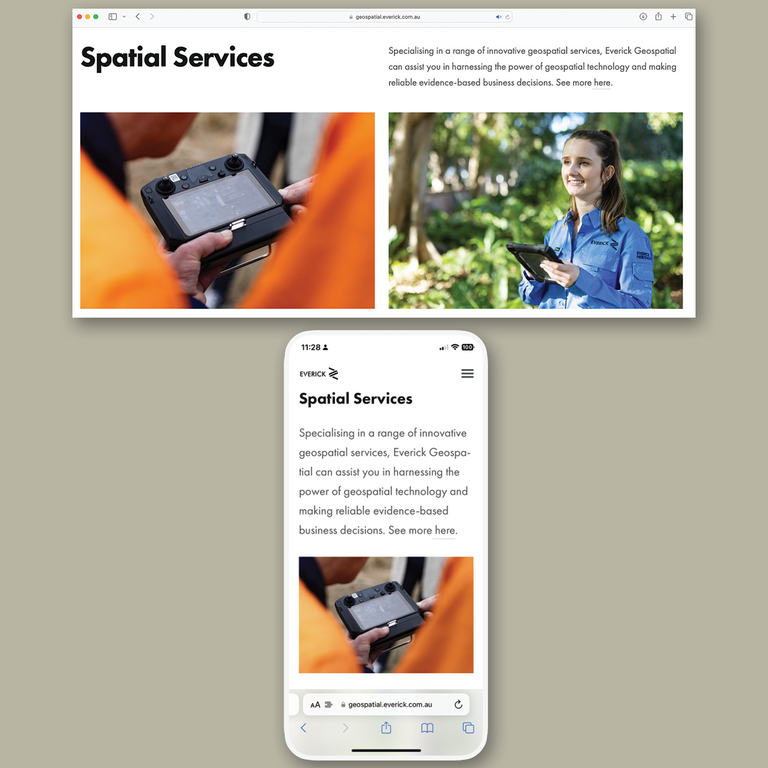 geospatial.everick.com.au
Spatial Services
Specialising in a range of innovative geospatial services, Everick Geospatial
can assist you in harnessing the power of geospatial technology and making
reliable evidence-based business decisions. See more here.
EVERICK
11:28
100
EVERICK
Spatial Services
Specialising in a range of innovative
geospatial services, Everick Geospa-
tial can assist you in harnessing the
power of geospatial technology and
making reliable evidence-based
business decisions. See more here.
AA
geospatial.everick.com.au